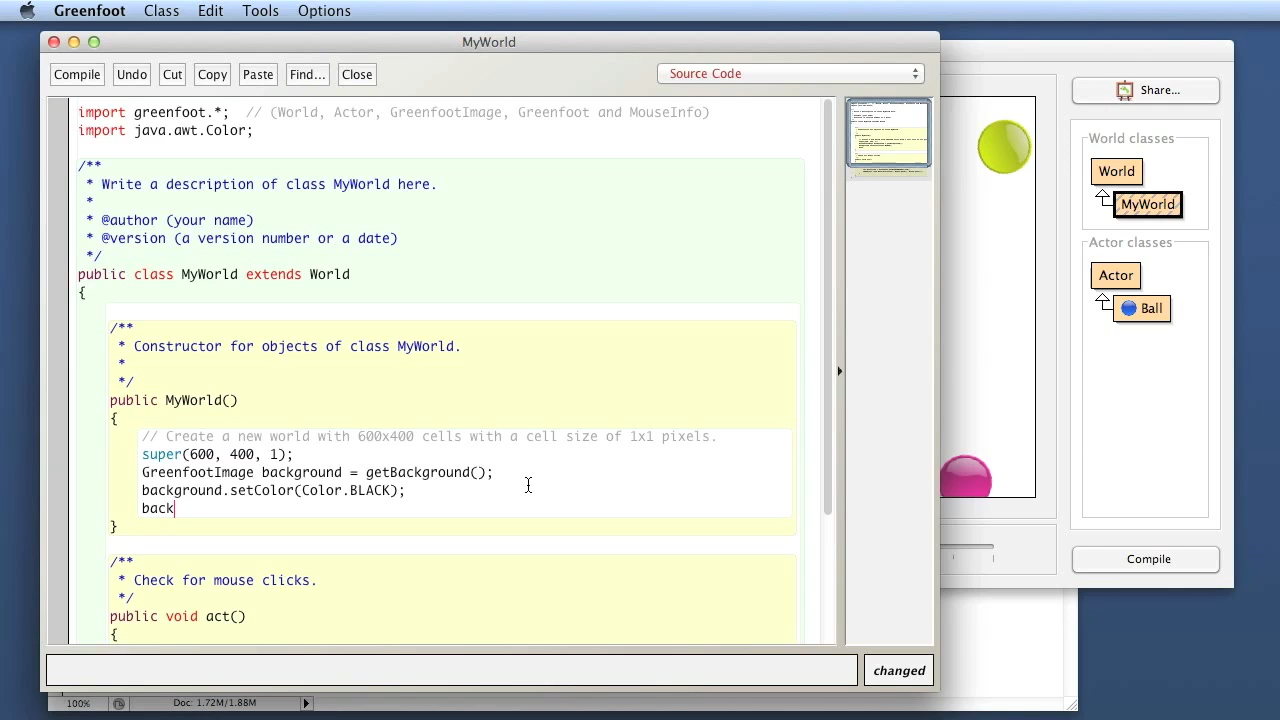 Greenfoot Class Edit Tools Options
MyWorld
Compile Undo Cut Copy Paste Find... Close Source Code
import greenfoot.*;  // (World, Actor, GreenfootImage, Greenfoot and MouseInfo)
import java.awt.Color;
/**
* Write a description of class MyWorld here.
*
* @author (your name)
* @version (a version number or a date)
*/
public class MyWorld extends World
{
/**
* Constructor for objects of class MyWorld.
*
*/
public MyWorld()
{
// Create a new world with 600x400 cells with a cell size of 1x1 pixels.
super(600, 400, 1);
GreenfootImage background = getBackground();
background.setColor(Color.BLACK);
back
}
/**
* Check for mouse clicks.
*/
public void act()
{
changed
Share...
World classes
World
MyWorld
Actor classes
Actor
Ball
Compile
100% Doc: 1.72M/1.88M